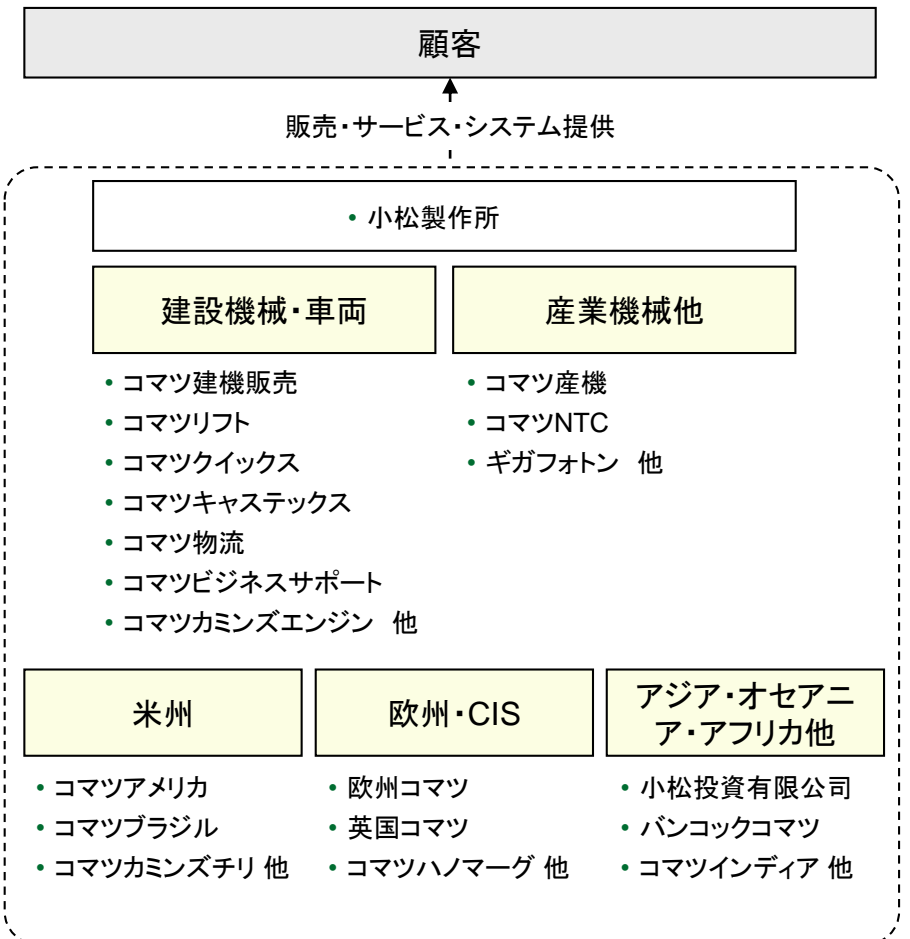 顧客
販売・サービス・システム提供
• 小松製作所
建設機械・車両
産業機械他
• コマツ建機販売
• コマツリフト
• コマツクイックス
• コマツキャステックス
• コマツ物流
• コマツビジネスサポート
• コマツカミンズエンジン 他
• コマツ産機
• コマツNTC
• ギガフォトン 他
米州
欧州・CIS
アジア・オセアニ
ア・アフリカ他
• コマツアメリカ
• コマツブラジル
• コマツカミンズチリ 他
• 欧州コマツ
• 英国コマツ
• コマツハノマーグ 他
• 小松投資有限公司
• バンコックコマツ
• コマツインディア 他